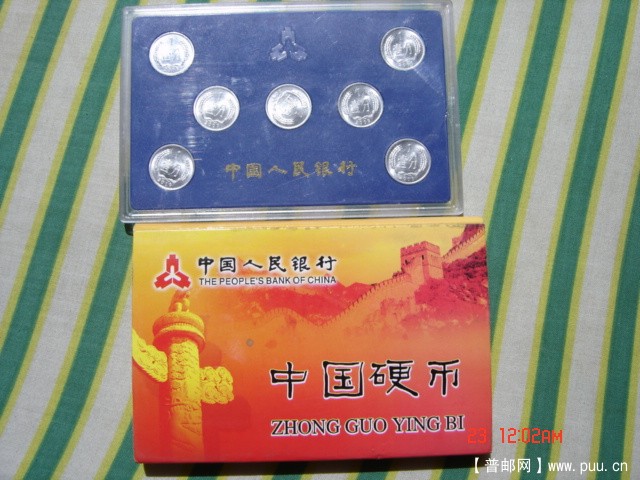 中国人民银行
中国人民银行
THE PEOPLE'S BANK OF CHINA
中国硬币
ZHONG GUO YING BI
23 12:02AM
【普邮网】www.puu.cn